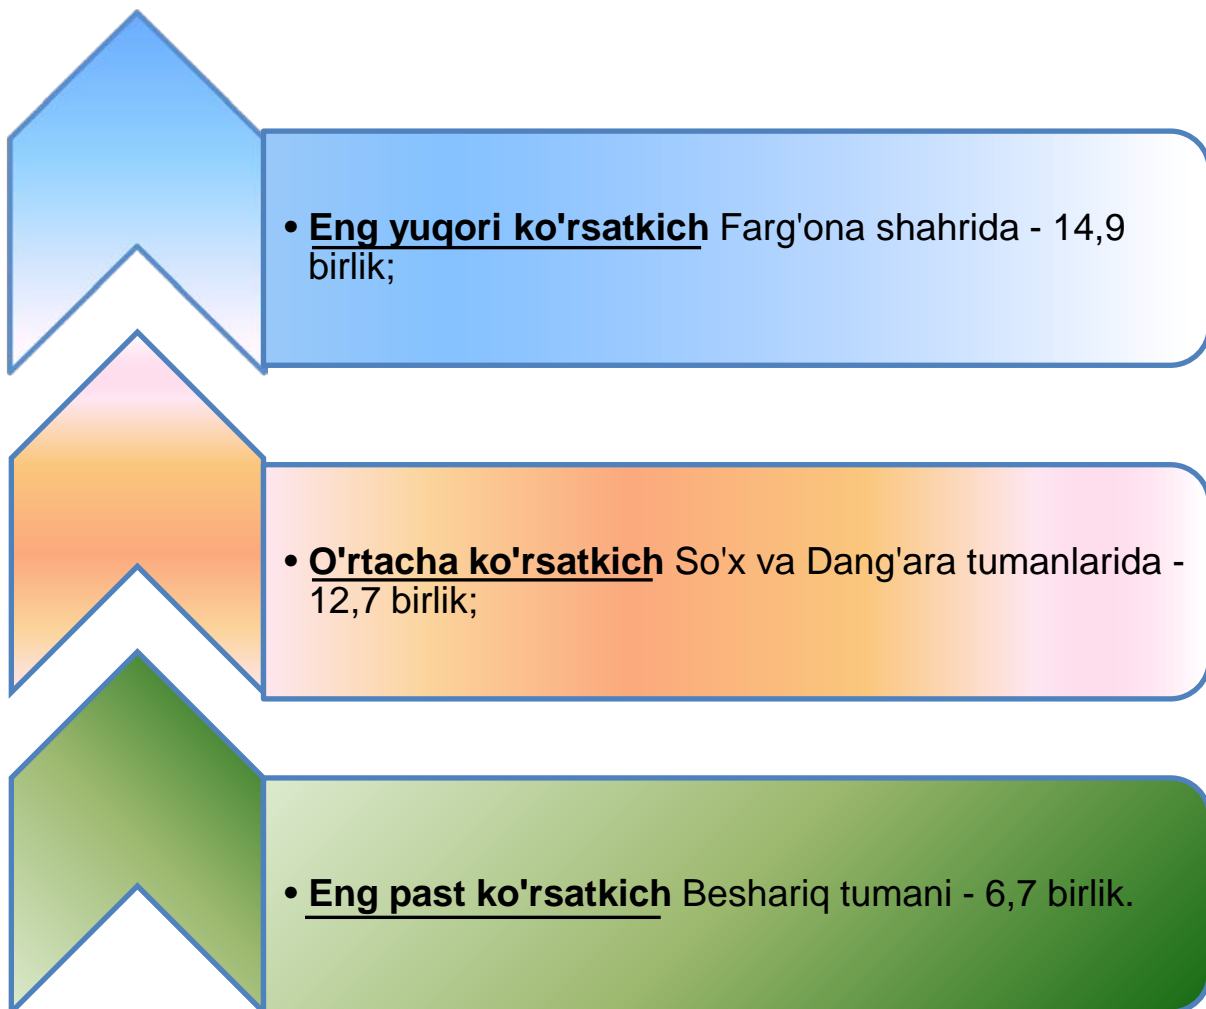 • Eng yuqori ko'rsatkich Farg'ona shahrida - 14,9
birlik;
• O'rtacha ko'rsatkich So'x va Dang'ara tumanlarida -
12,7 birlik;
• Eng past ko'rsatkich Beshariq tumani - 6,7 birlik.